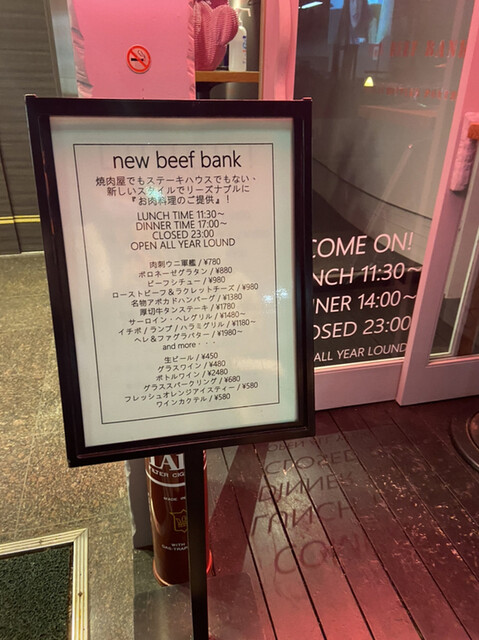 new beef bank
焼肉屋でもステーキハウスでもない、
新しいスタイルでリーズナブルに
『お肉料理のご提供』！
LUNCH TIME 11:30~
DINNER TIME 17:00~
CLOSED 23:00
OPEN ALL YEAR LOUND
肉刺ウニ軍艦 / ¥780
ボロネーゼグラタン / ¥880
ビーフシチュー / ¥980
ローストビーフ＆ラクレットチーズ / ¥980
名物アボカドハンバーグ / ¥1380
厚切牛タンステーキ / ¥1780
サーロイン・ヘレグリル / ¥1480~
イチボ / ランプ / ハラミグリル / ¥1180~
ヘレ＆フォグラバター / ¥1980~
and more・・・
生ビール / ¥450
グラスワイン / ¥480
ボトルワイン / ¥2480
グラススパークリング / ¥680
フレッシュオレンジアイスティー / ¥580
ワインカクテル / ¥580
COME ON!
NCH 11:30~
NER 14:00~
OSED 23:00
ALL YEAR LOUND
LTER CIG
MADE IN
WITH
CLOSED
DINNER
LUNCH
CO